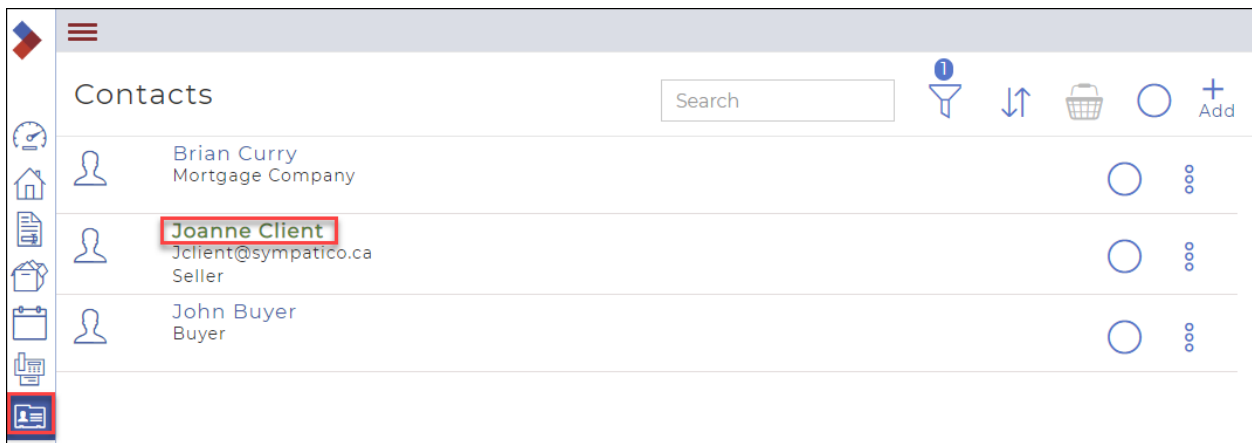 1
Contacts
Search
Add
Brian Curry
Mortgage Company
Joanne Client
Jclient@sympatico.ca
Seller
John Buyer
Buyer